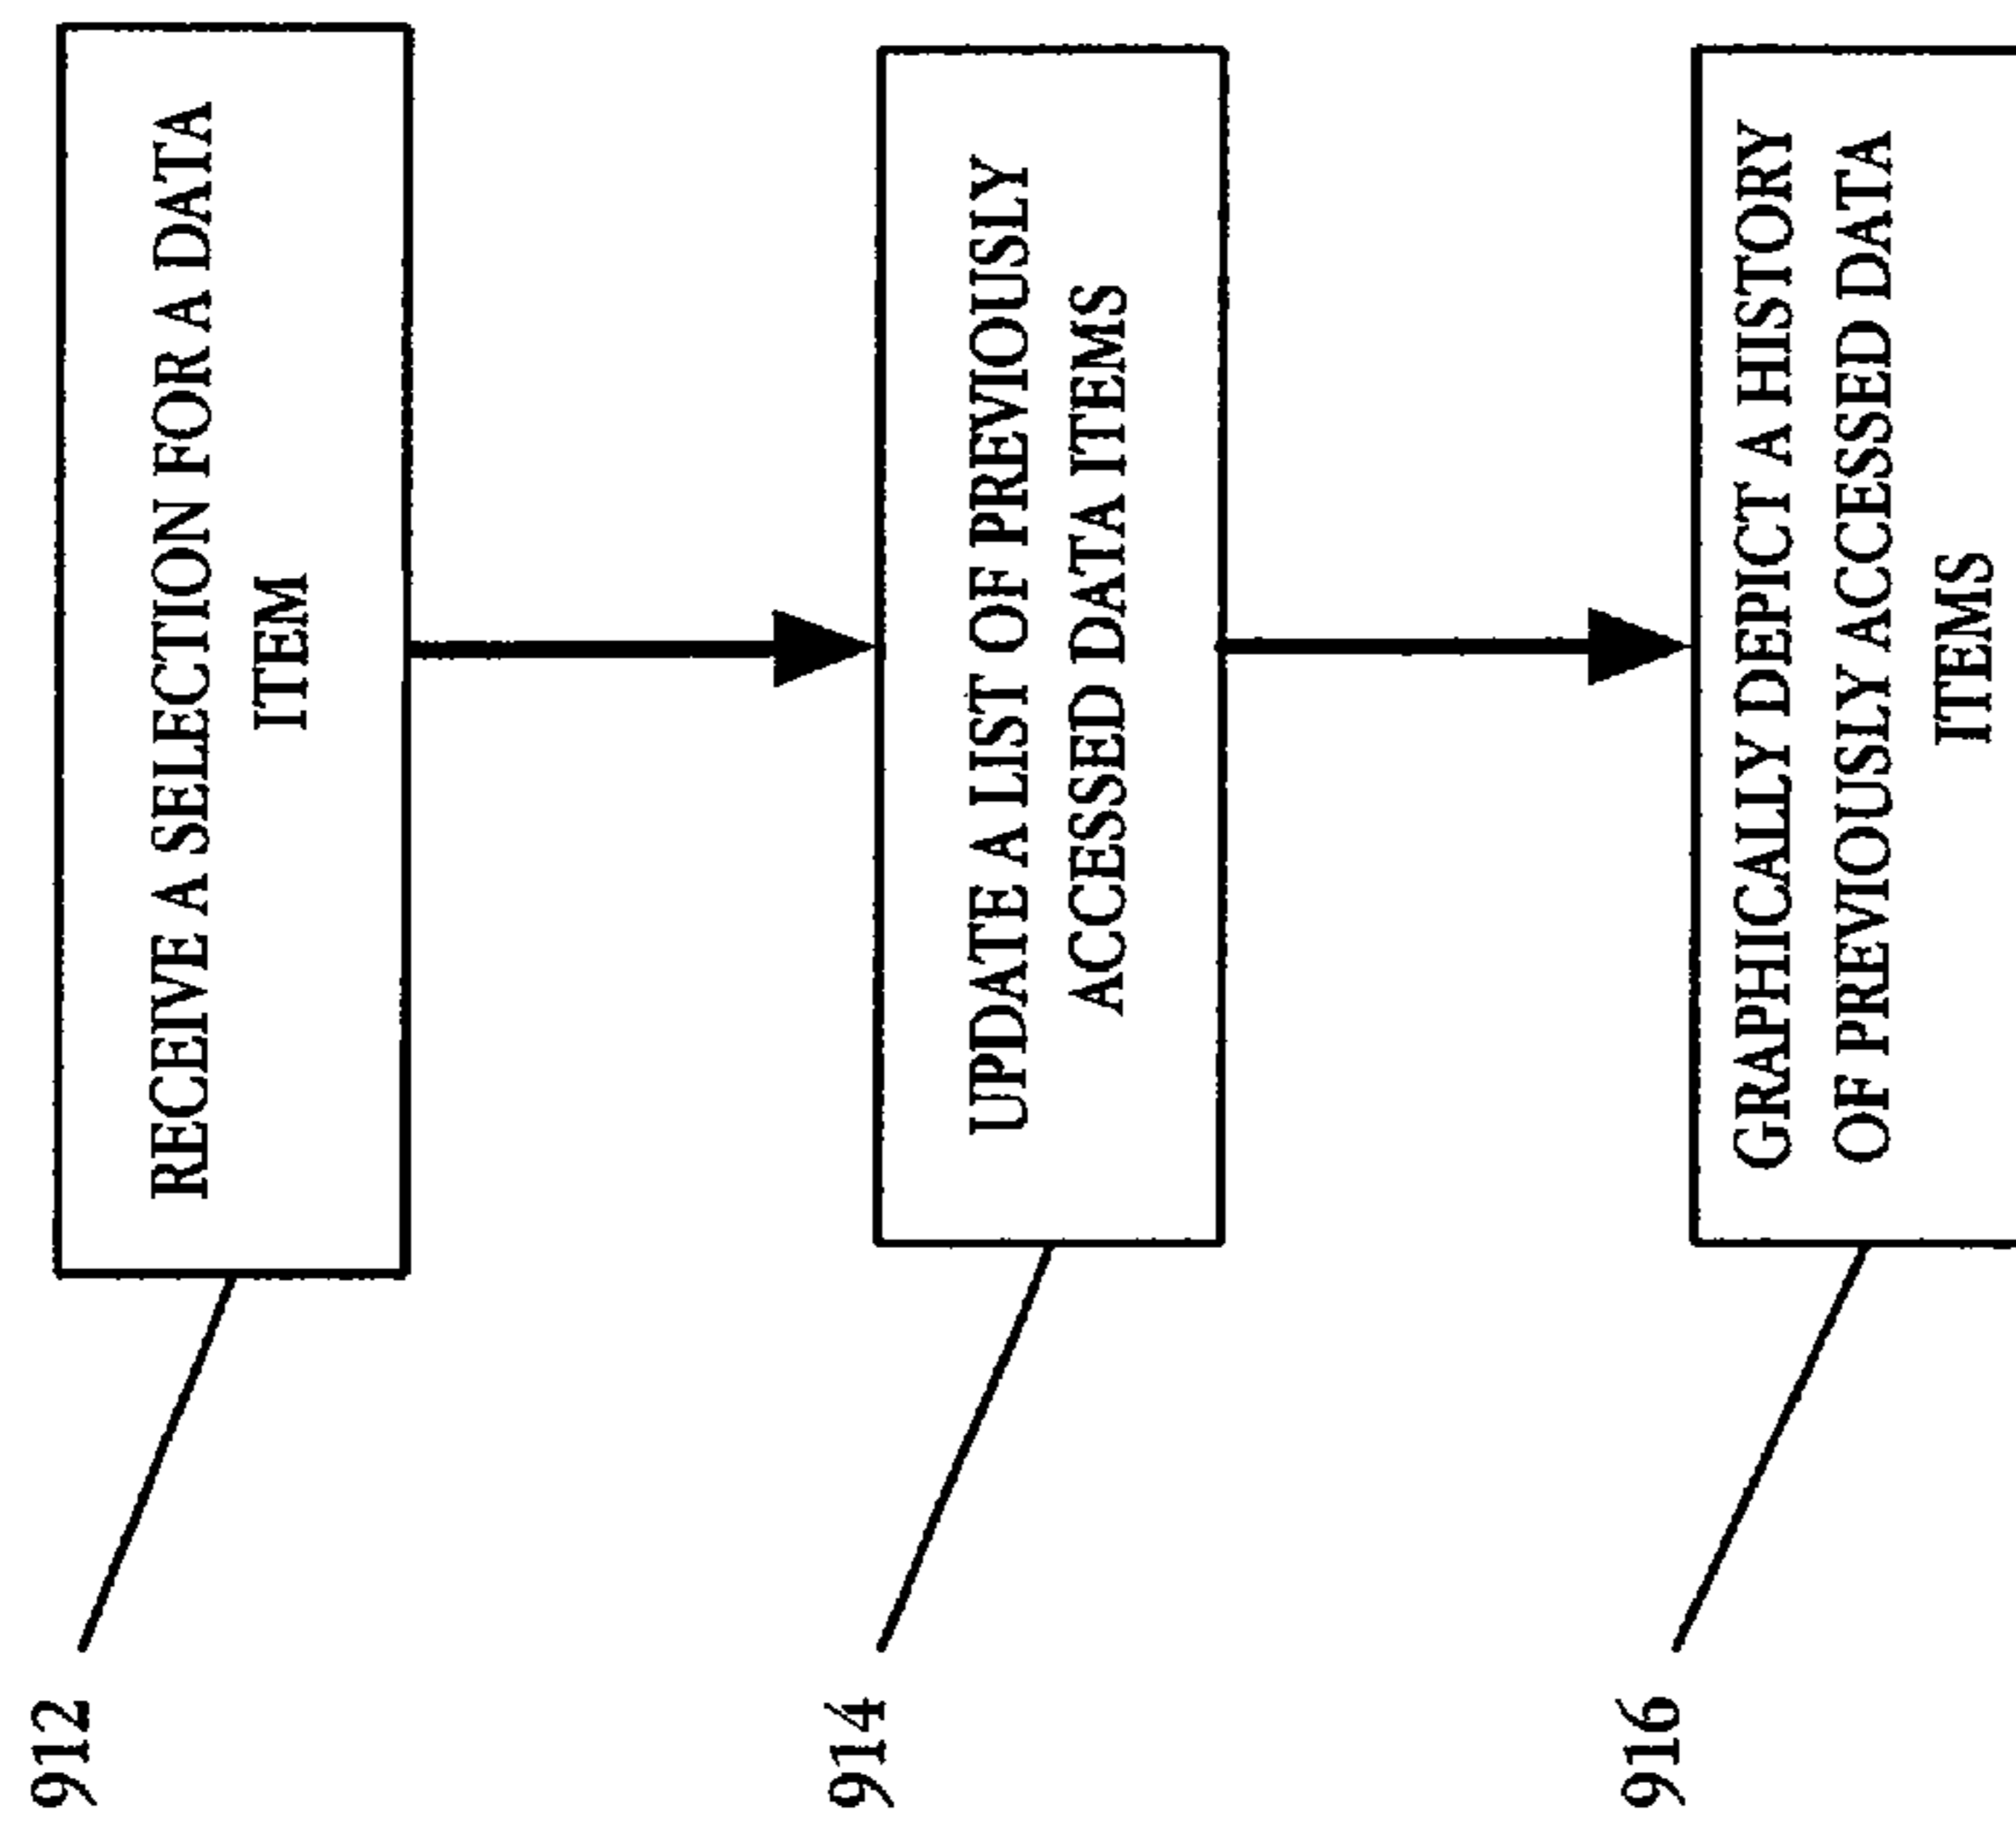 912
RECEIVE A SELECTION FOR A DATA
ITEM
914
UPDATE A LIST OF PREVIOUSLY
ACCESSED DATA ITEMS
916
GRAPHICALLY DEPICT A HISTORY
OF PREVIOUSLY ACCESSED DATA
ITEMS